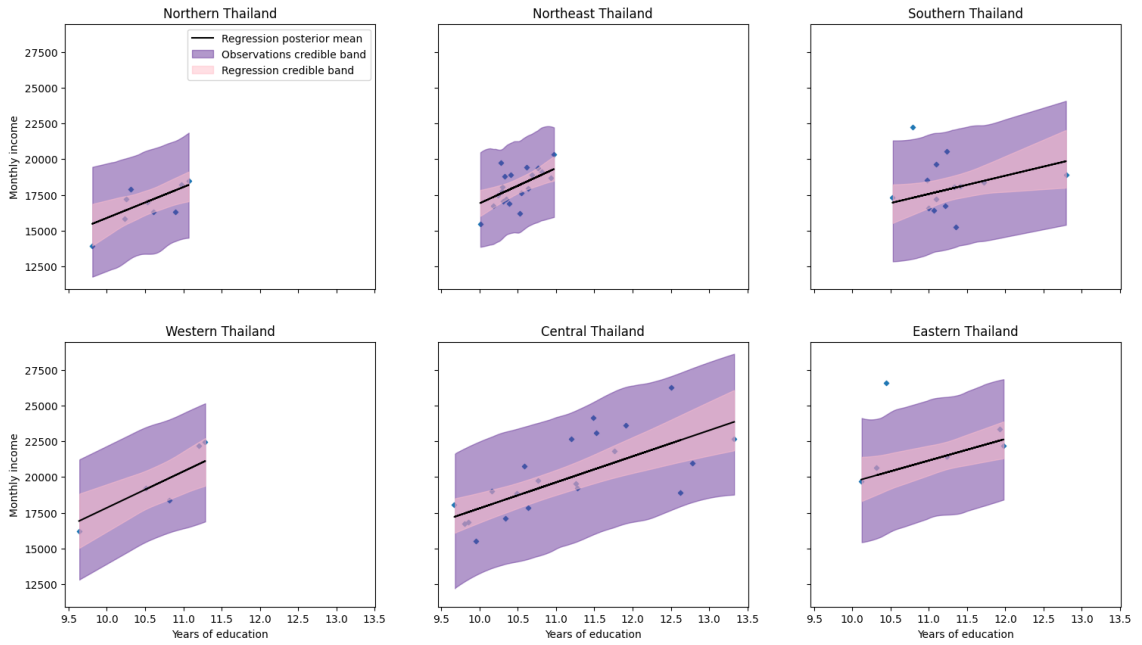 Northern Thailand
Northeast Thailand
Southern Thailand
Regression posterior mean
Observations credible band
Regression credible band
Monthly income
27500
25000
22500
20000
17500
15000
12500
Western Thailand
Central Thailand
Eastern Thailand
Monthly income
27500
25000
22500
20000
17500
15000
12500
9.5 10.0 10.5 11.0 11.5 12.0 12.5 13.0 13.5
9.5 10.0 10.5 11.0 11.5 12.0 12.5 13.0 13.5
9.5 10.0 10.5 11.0 11.5 12.0 12.5 13.0 13.5
Years of education
Years of education
Years of education